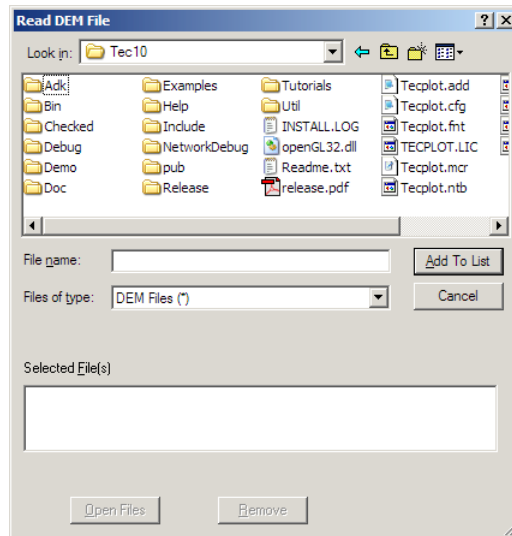 Read DEM File
Look in: Tec10
Adk Examples Tutorials Tecplot.add
Bin Help Util Tecplot.cfg
Checked Include INSTALL.LOG Tecplot.fnt
Debug NetworkDebug openGL32.dll TECPLOT.LIC
Demo pub Readme.txt Tecplot.mcr
Doc Release release.pdf Tecplot.ntb
File name: Add To List
Files of type: DEM Files (*) Cancel
Selected File(s)
Open Files Remove